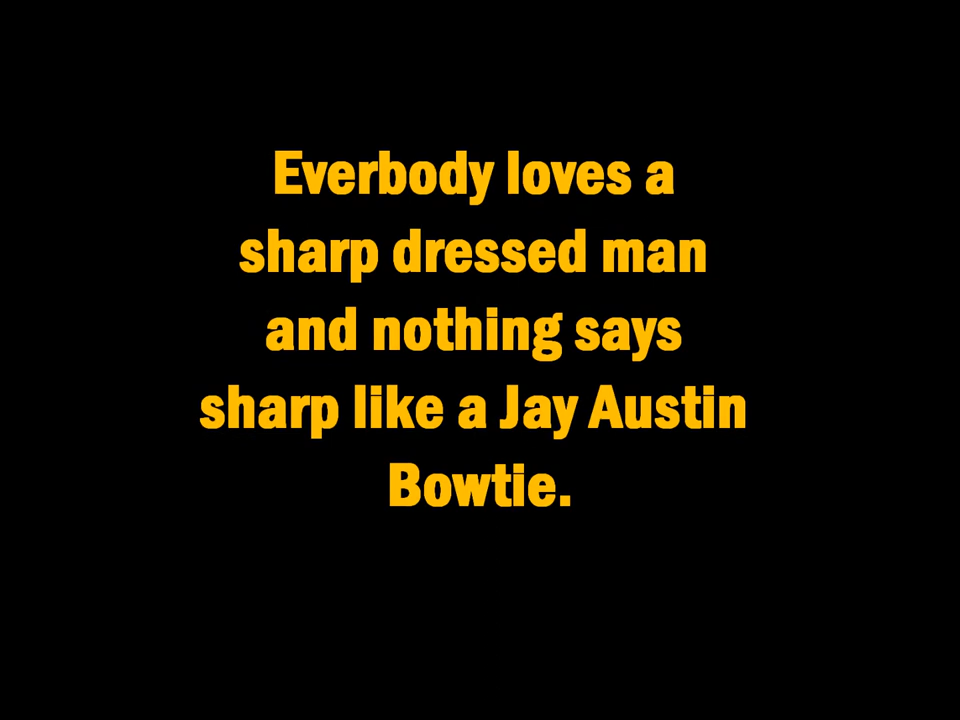 Everbody loves a
sharp dressed man
and nothing says
sharp like a Jay Austin
Bowtie.